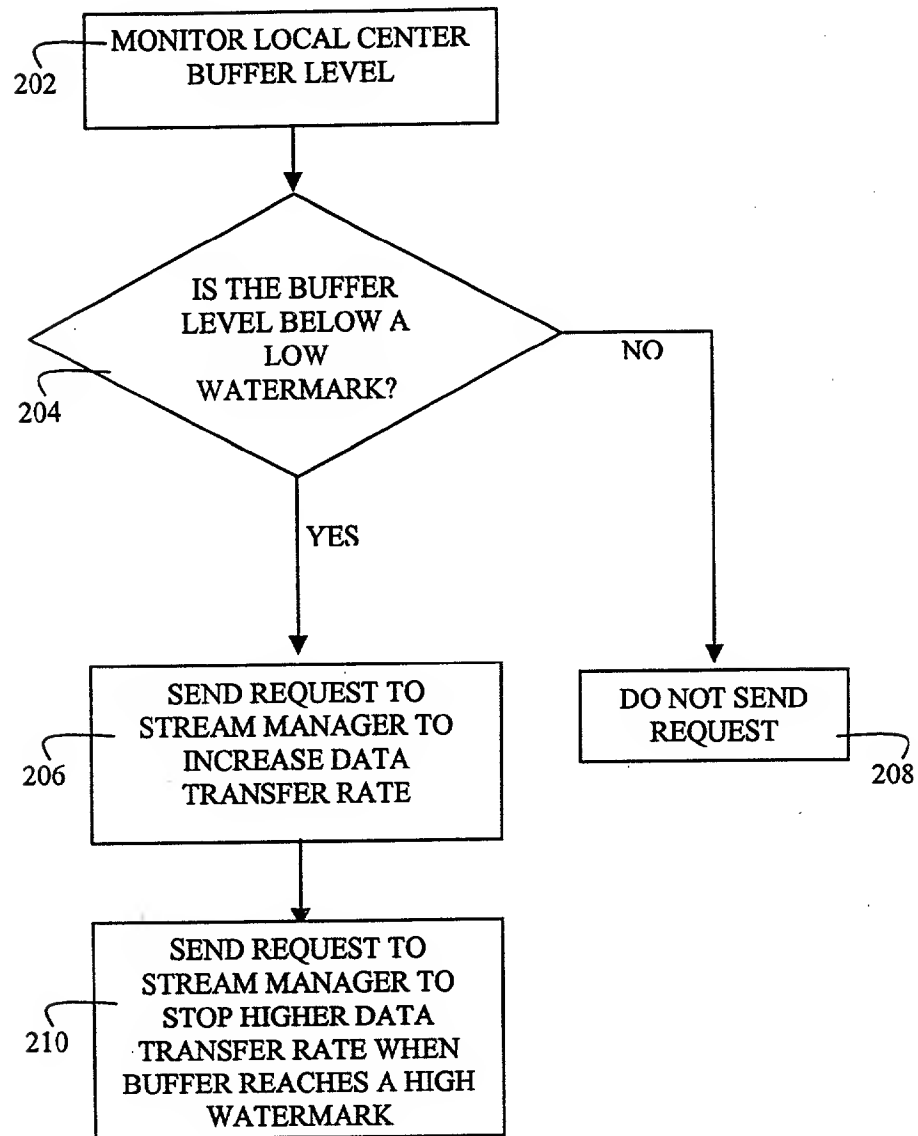 MONITOR LOCAL CENTER
BUFFER LEVEL
202
IS THE BUFFER
LEVEL BELOW A
LOW
WATERMARK?
204
NO
YES
SEND REQUEST TO
STREAM MANAGER TO
INCREASE DATA
TRANSFER RATE
206
DO NOT SEND
REQUEST
208
SEND REQUEST TO
STREAM MANAGER TO
STOP HIGHER DATA
TRANSFER RATE WHEN
BUFFER REACHES A HIGH
WATERMARK
210